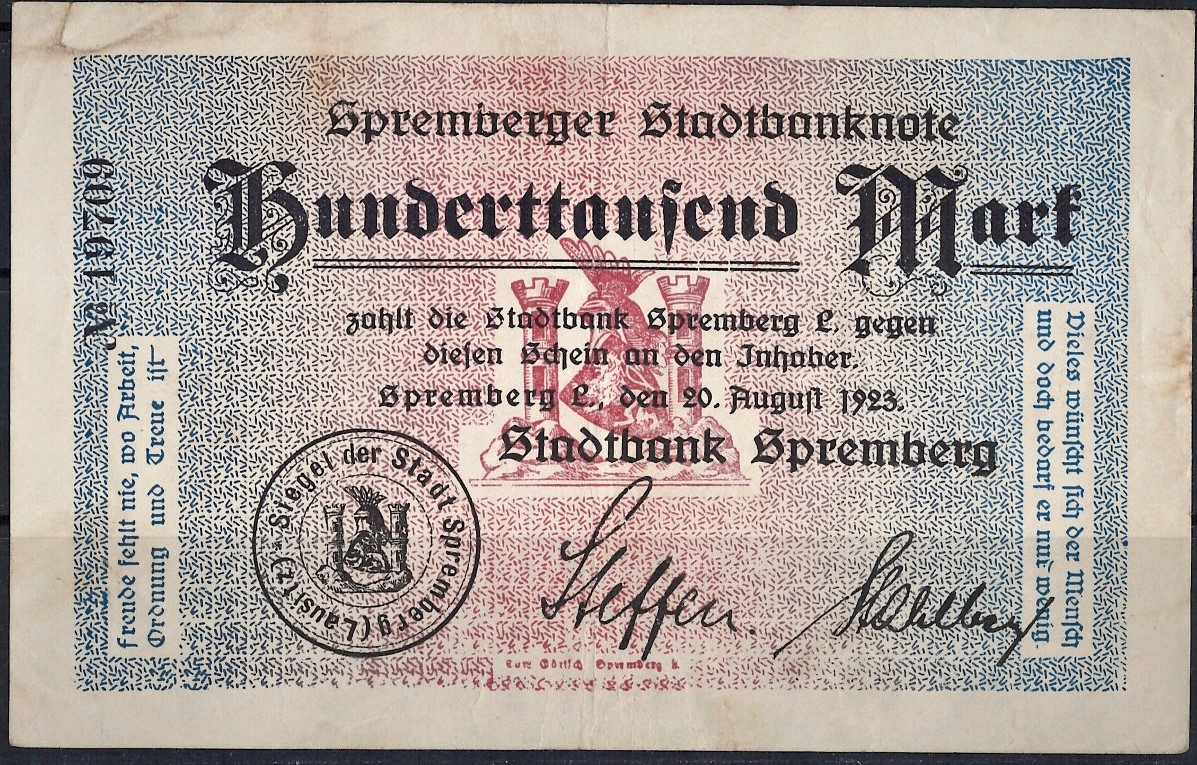 Spremberger Stadtbanknote
Hunderttausend Mark
zahlt die Stadtbank Spremberg L. gegen
diesen Schein an den Inhaber.
Spremberg L., den 20. August 1923.
Stadtbank Spremberg
№ 19709
Freude fehlt nie, wo Arbeit,
Ordnung und Treue ist
Vieles wünscht sich der Mensch
und doch bedarf er nur wenig
* Siegel der Stadt Spremberg (Lausitz)
Steffen.
Stahlberg
Spremberg L.